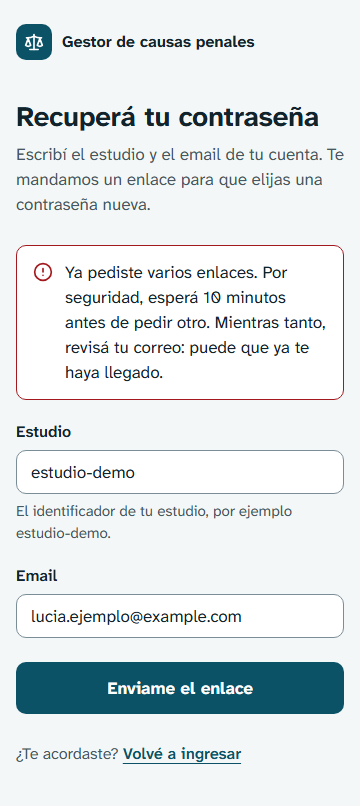 Gestor de causas penales
Recuperá tu contraseña
Escribí el estudio y el email de tu cuenta. Te
mandamos un enlace para que elijas una
contraseña nueva.
Ya pediste varios enlaces. Por
seguridad, esperá 10 minutos
antes de pedir otro. Mientras tanto,
revisá tu correo: puede que ya te
haya llegado.
Estudio
estudio-demo
El identificador de tu estudio, por ejemplo
estudio-demo.
Email
lucia.ejemplo@example.com
Enviame el enlace
¿Te acordaste? Volvé a ingresar